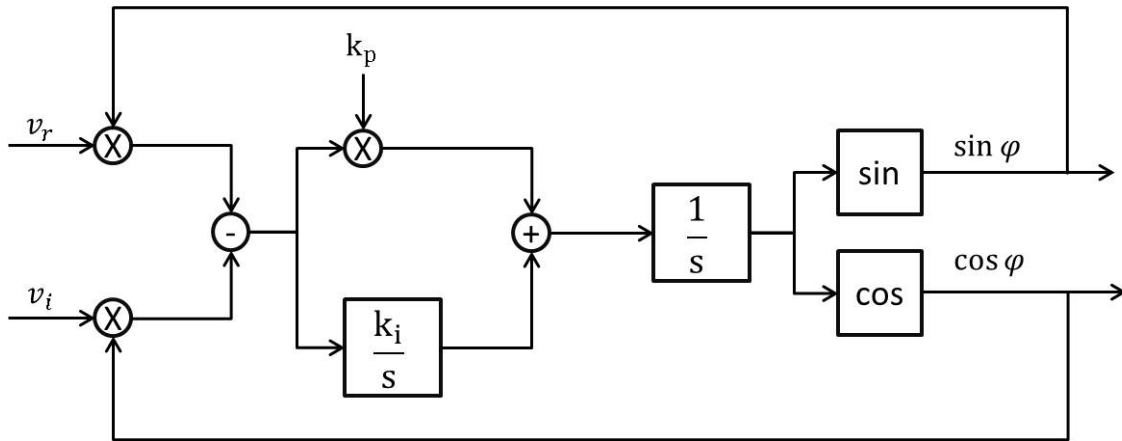 k_p
v_r
X
X
sin φ
sin
-
+
1
s
v_i
X
k_i
s
cos φ
cos